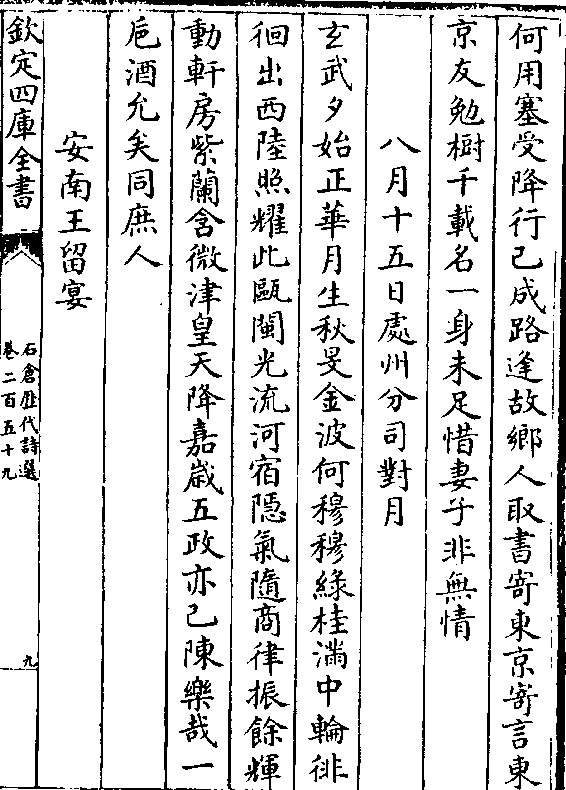 何用塞受降行已成路逢故鄉人取書寄東京寄言東
京友勉樹千載名一身未足惜妻子非無情
八月十五日處州分司對月
玄武夕始正華月生秋旻金波何穆穆綠桂滿中輪徘
徊出西陸照耀此甌閩光流河宿隱氣隨商律振餘輝
動軒房紫蘭含微津皇天降嘉歲五政亦已陳樂哉一
巵酒允矣同庶人
安南王留宴
欽定四庫全書
石倉歷代詩選
卷二百五十九
九